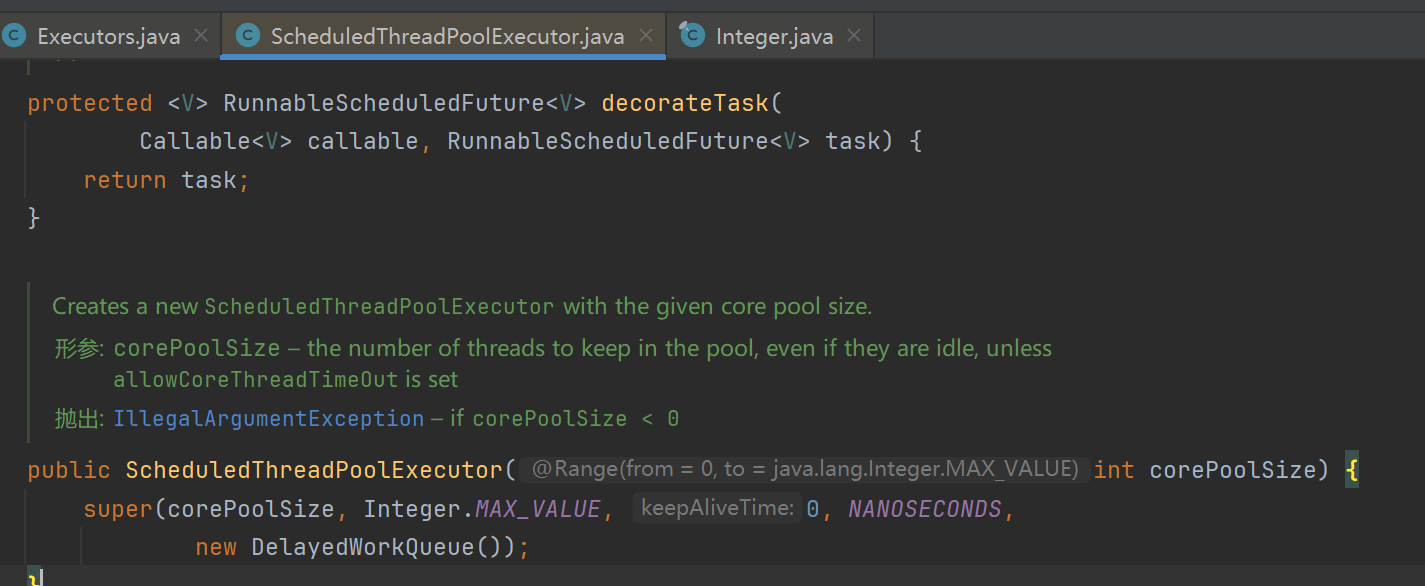 Executors.java
ScheduledThreadPoolExecutor.java
Integer.java
protected <V> RunnableScheduledFuture<V> decorateTask(
Callable<V> callable, RunnableScheduledFuture<V> task) {
return task;
}
Creates a new ScheduledThreadPoolExecutor with the given core pool size.
形参: corePoolSize – the number of threads to keep in the pool, even if they are idle, unless
allowCoreThreadTimeOut is set
抛出: IllegalArgumentException – if corePoolSize < 0
public ScheduledThreadPoolExecutor( @Range(from = 0, to = java.lang.Integer.MAX_VALUE) int corePoolSize) {
super(corePoolSize, Integer.MAX_VALUE, keepAliveTime: 0, NANOSECONDS,
new DelayedWorkQueue());
}